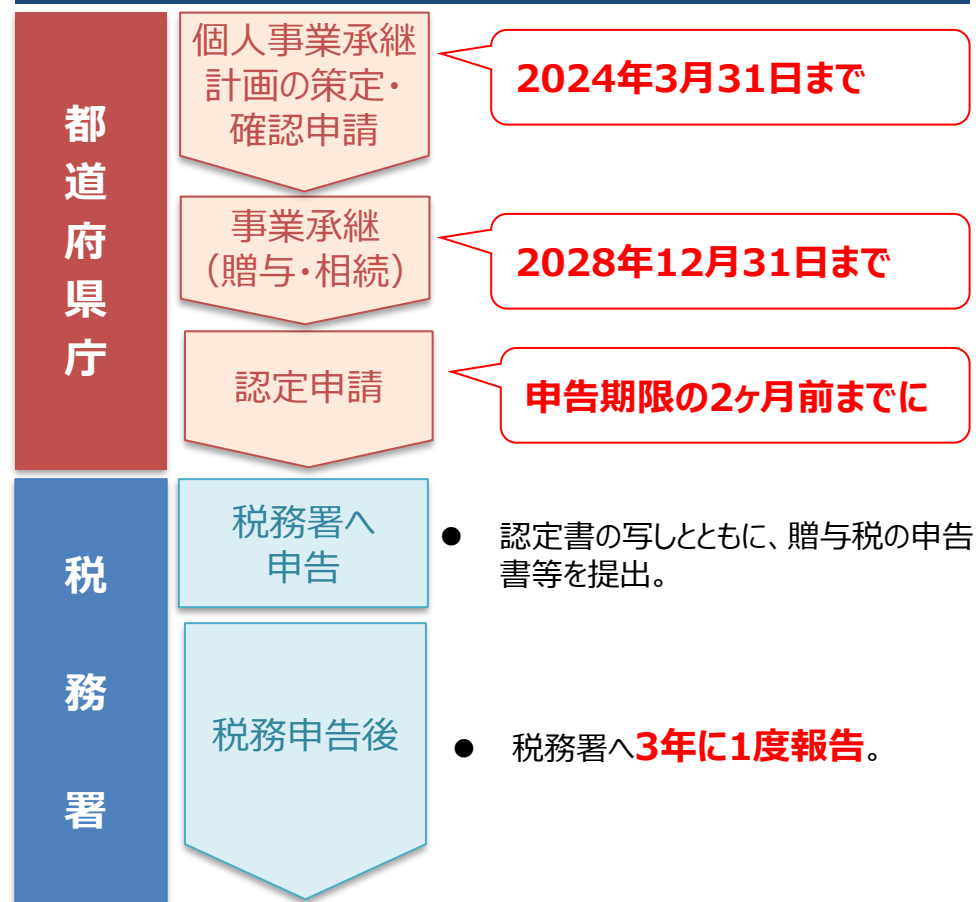 都道府県庁
個人事業承継
計画の策定・
確認申請
2024年3月31日まで
事業承継
（贈与・相続）
2028年12月31日まで
認定申請
申告期限の2ヶ月前までに
税務署
税務署へ
申告
● 認定書の写しとともに、贈与税の申告
書等を提出。
税務申告後
● 税務署へ3年に1度報告。